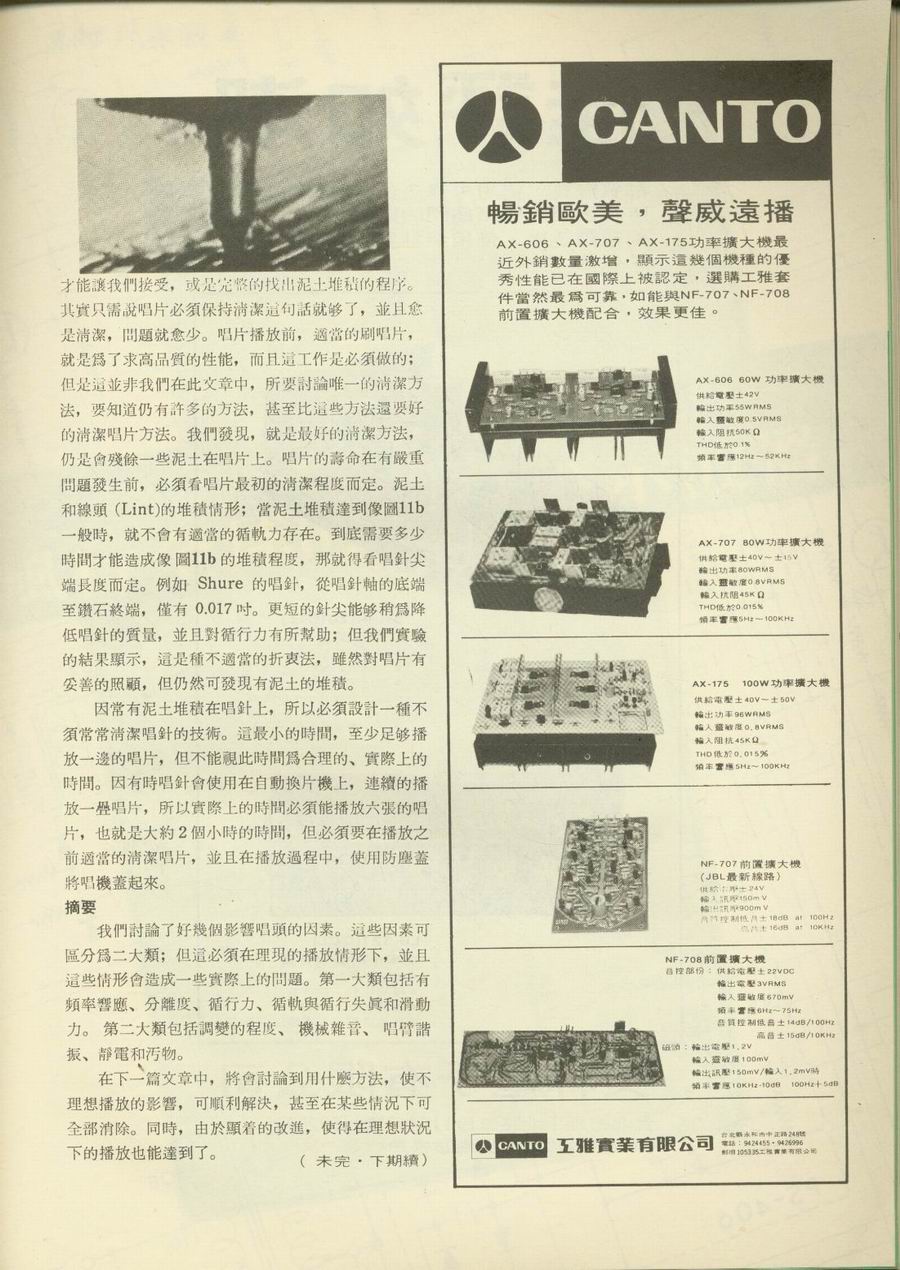 才能讓我們接受，或是完整的找出泥土堆積的程序。
其實只需說唱片必須保持清潔這句話就够了，並且愈
是清潔，問題就愈少。唱片播放前，適當的刷唱片，
就是爲了求高品質的性能，而且這工作是必須做的；
但是這並非我們在此文章中，所要討論唯一的清潔方
法，要知道仍有許多的方法，甚至比這些方法還要好
的清潔唱片方法。我們發現，就是最好的清潔方法，
仍是會殘餘一些泥土在唱片上。唱片的壽命在有嚴重
問題發生前，必須看唱片最初的清潔程度而定。泥土
和線頭 (Lint)的堆積情形；當泥土堆積達到像圖11b
一般時，就不會有適當的循軌力存在。到底需要多少
時間才能造成像 圖11b 的堆積程度，那就得看唱針尖
端長度而定。例如 Shure 的唱針，從唱針軸的底端
至鑽石終端，僅有 0.017 吋。更短的針尖能够稍爲降
低唱針的質量，並且對循行力有所幫助；但我們實驗
的結果顯示，這是種不適當的折衷法，雖然對唱片有
妥善的照顧，但仍然可發現有泥土的堆積。
因常有泥土堆積在唱針上，所以必須設計一種不
須常常清潔唱針的技術。這最小的時間，至少足够播
放一邊的唱片，但不能視此時間爲合理的、實際上的
時間。因有時唱針會使用在自動換片機上，連續的播
放一疊唱片，所以實際上的時間必須能播放六張的唱
片，也就是大約 2 個小時的時間，但必須要在播放之
前適當的清潔唱片，並且在播放過程中，使用防塵蓋
將唱機蓋起來。
摘要
我們討論了好幾個影響唱頭的因素。這些因素可
區分爲二大類；但這必須在理現的播放情形下，並且
這些情形會造成一些實際上的問題。第一大類包括有
頻率響應、分離度、循行力、循軌與循行失眞和滑動
力。 第二大類包括調變的程度、 機械雜音、 唱臂諧
振、靜電和汚物。
在下一篇文章中，將會討論到用什麽方法，使不
理想播放的影響，可順利解決，甚至在某些情況下可
全部消除。同時，由於顯着的改進，使得在理想狀況
下的播放也能達到了。
（ 未完·下期續）
CANTO
暢銷歐美，聲威遠播
AX-606、AX-707、AX-175功率擴大機最
近外銷數量激增，顯示這幾個機種的優
秀性能已在國際上被認定，選購工雅套
件當然最爲可靠，如能與NF-707、NF-708
前置擴大機配合，效果更佳。
AX-606 60W 功率擴大機
供給電壓±42V
輸出功率55WRMS
輸入靈敏度0.5VRMS
輸入阻抗50KΩ
THD低於0.1%
頻率響應12Hz～52KHz
AX-707 80W功率擴大機
供給電壓±40V～±15V
輸出功率80WRMS
輸入靈敏度0.8VRMS
輸入抗阻45KΩ
THD低於0.015%
頻率響應5Hz～100KHz
AX-175 100W功率擴大機
供給電壓±40V～±50V
輸出功率96WRMS
輸入靈敏度0.8VRMS
輸入阻抗45KΩ
THD低於0.015%
頻率響應5Hz～100KHz
NF-707前置擴大機
(JBL最新線路)
供給電壓±24V
輸入訊壓150mV
輸出訊壓900mV
音質控制低音±18dB at 100Hz
高音±16dB at 10KHz
NF-708前置擴大機
音控部份：供給電壓±22VDC
輸出電壓3VRMS
輸入靈敏度670mV
頻率響應6Hz～75Hz
音質控制低音±14dB/100Hz
高音±15dB/10KHz
磁頭：輸出電壓1.2V
輸入靈敏度100mV
輸出訊壓150mV/輸入1.2mV時
頻率響應10KHz-10dB 100Hz+5dB
CANTO 工雅實業有限公司
台北縣永和市中正路248號
電話：9424455·9426996
郵項105335工雅實業有限公司